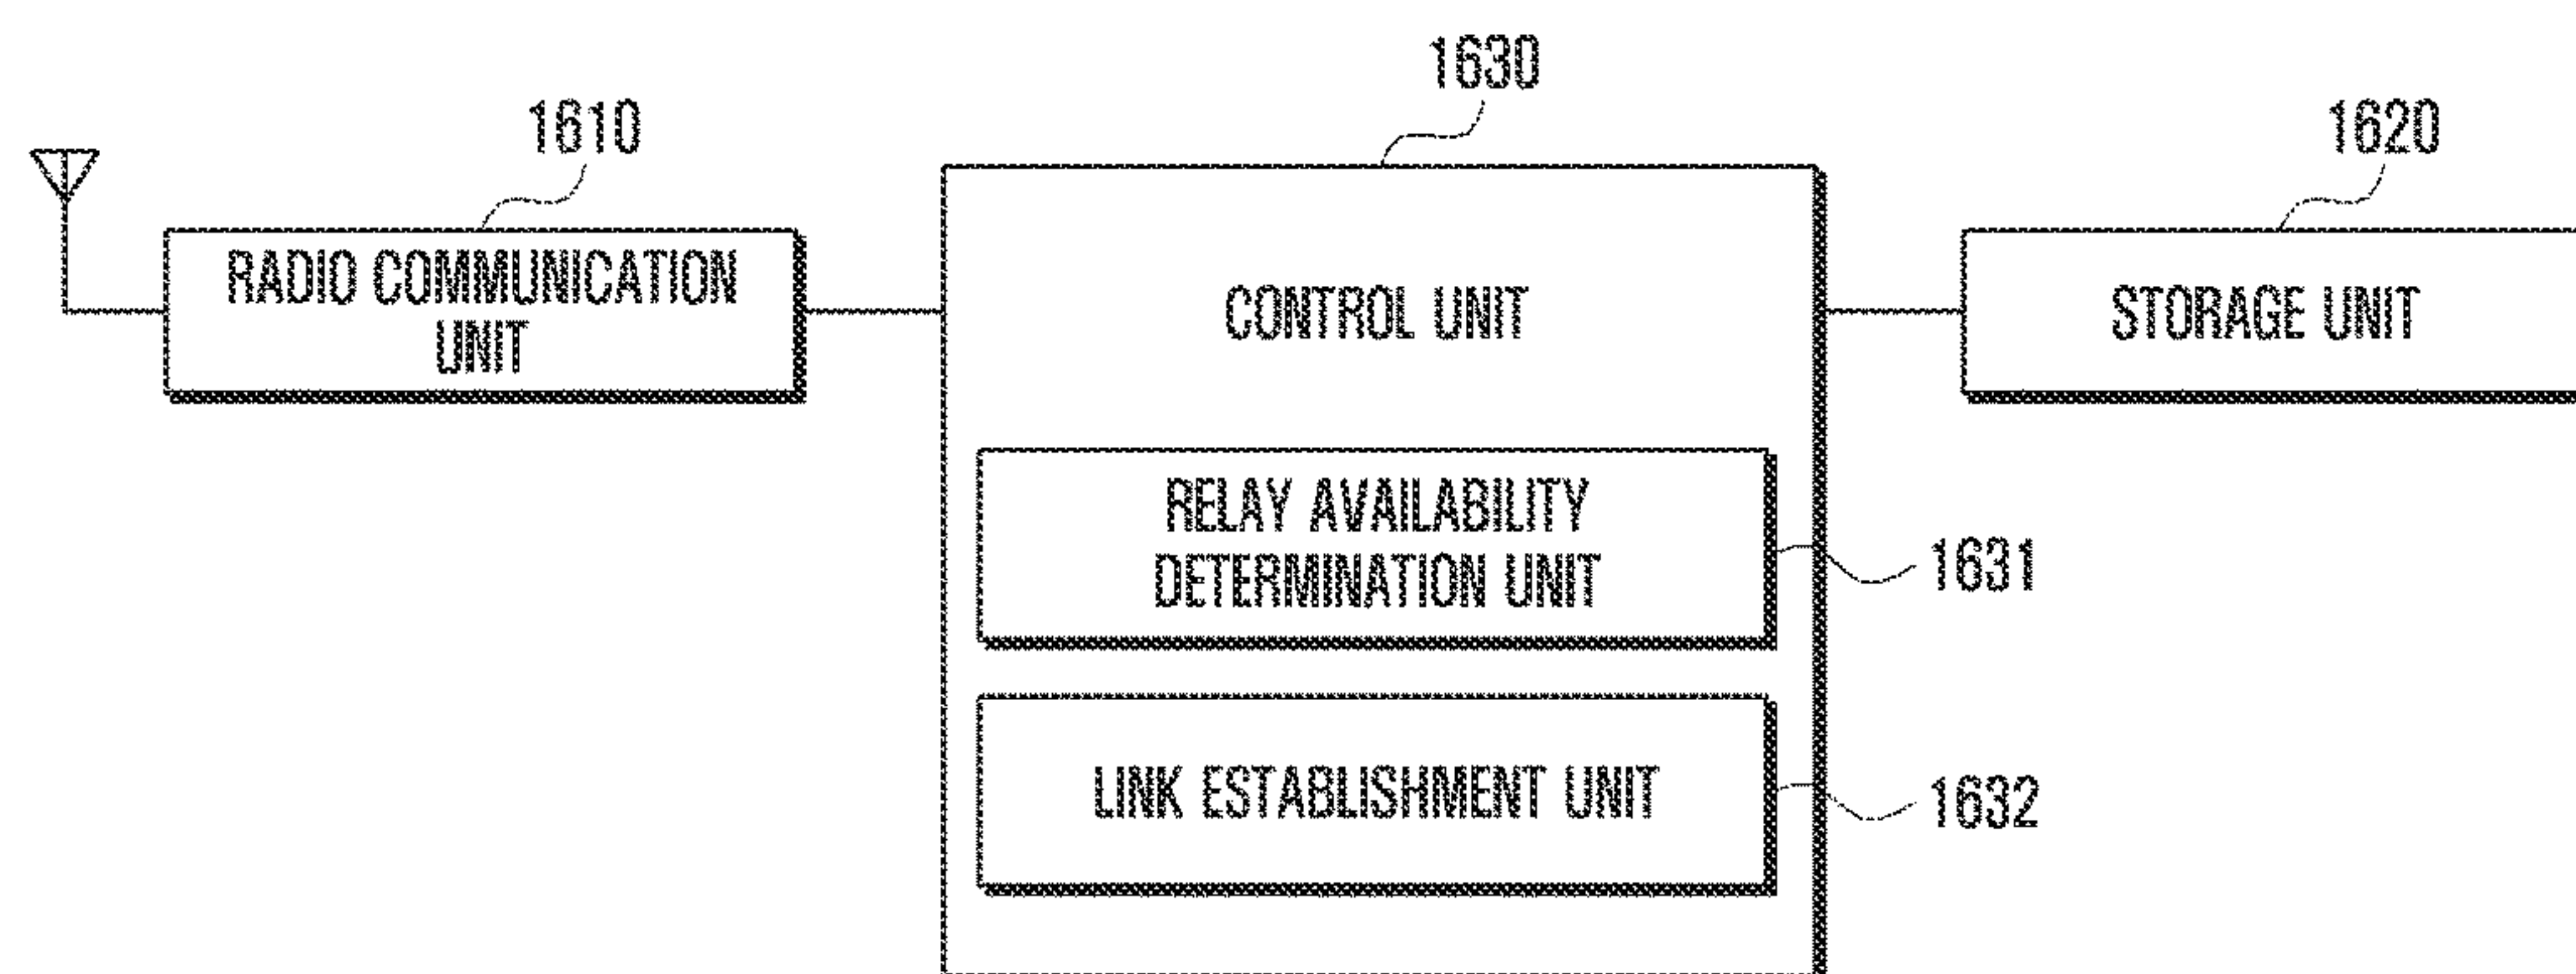 1630
1610
1620
RADIO COMMUNICATION
UNIT
CONTROL UNIT
STORAGE UNIT
RELAY AVAILABILITY
DETERMINATION UNIT
1631
LINK ESTABLISHMENT UNIT
1632